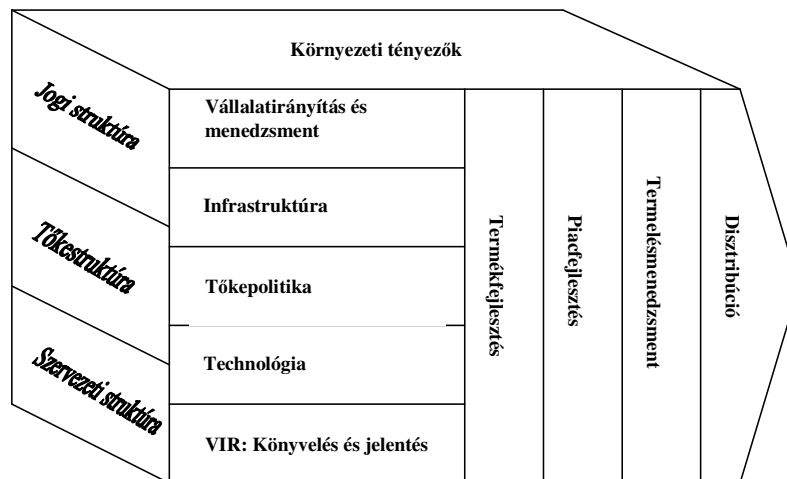 Környezeti tényezők
Jogi struktúra
Tőkestruktúra
Szervezeti struktúra
Vállalatirányítás és
menedzsment
Infrastruktúra
Tőkepolitika
Technológia
VIR: Könyvelés és jelentés
Termékfejlesztés
Piacfejlesztés
Termelésmenedzsment
Disztribúció